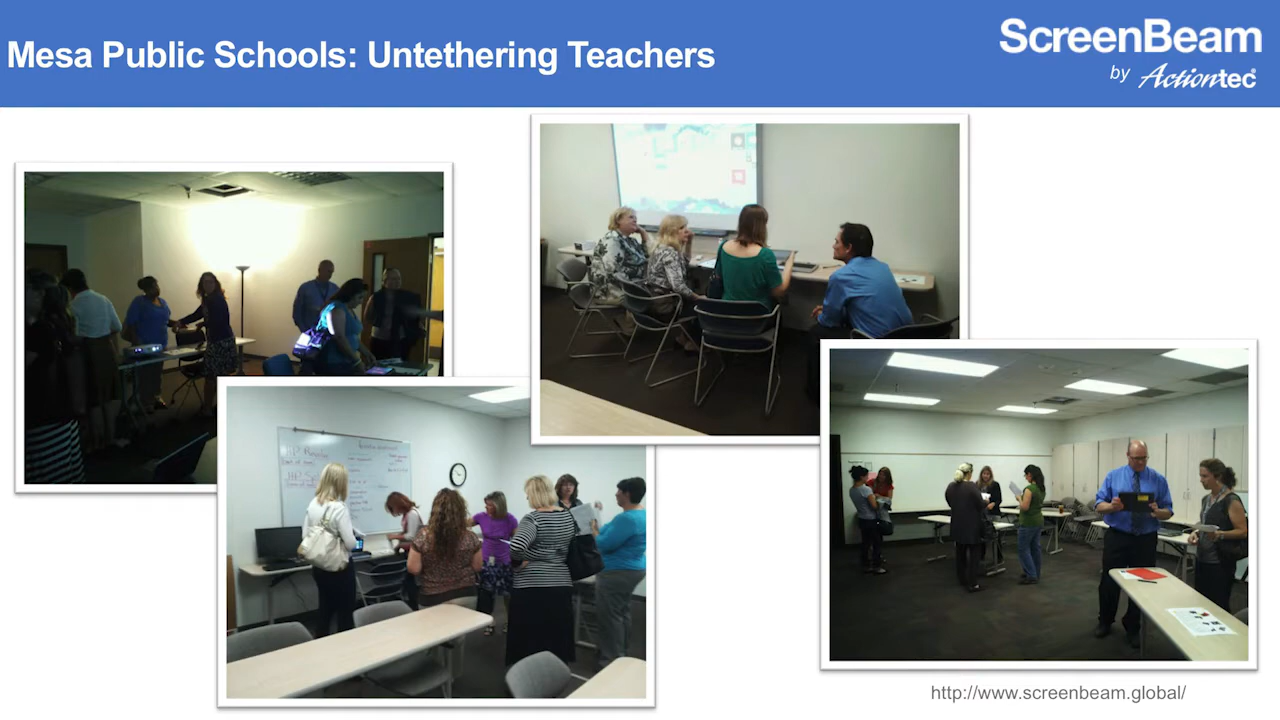 Mesa Public Schools: Untethering Teachers
ScreenBeam
by Actiontec®
http://www.screenbeam.global/